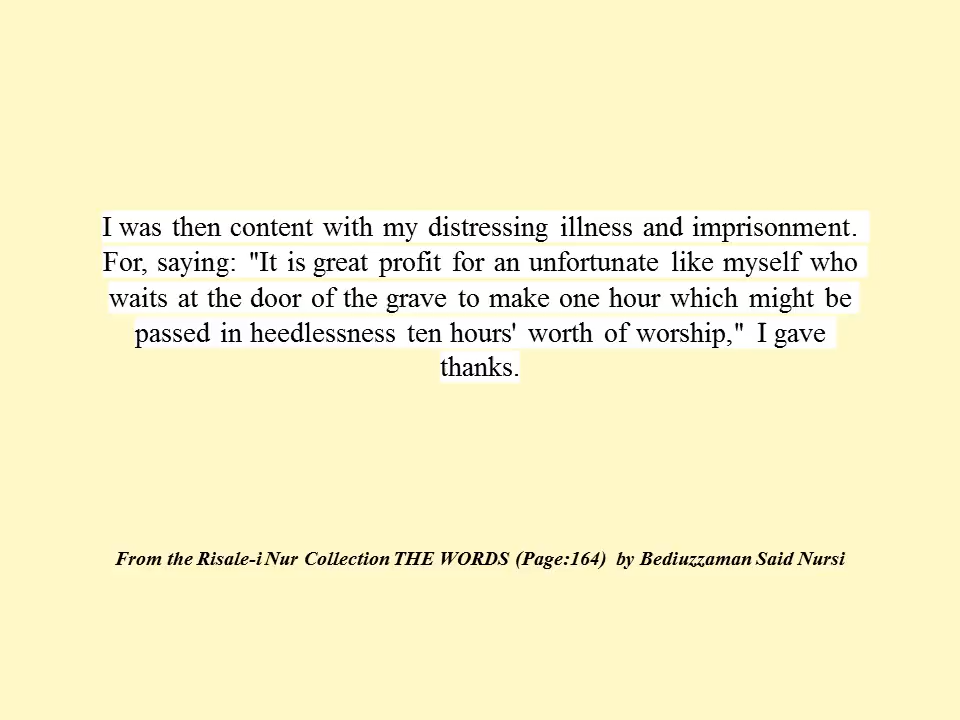 I was then content with my distressing illness and imprisonment.
For, saying: "It is great profit for an unfortunate like myself who
waits at the door of the grave to make one hour which might be
passed in heedlessness ten hours' worth of worship," I gave
thanks.
From the Risale-i Nur Collection THE WORDS (Page:164) by Bediuzzaman Said Nursi